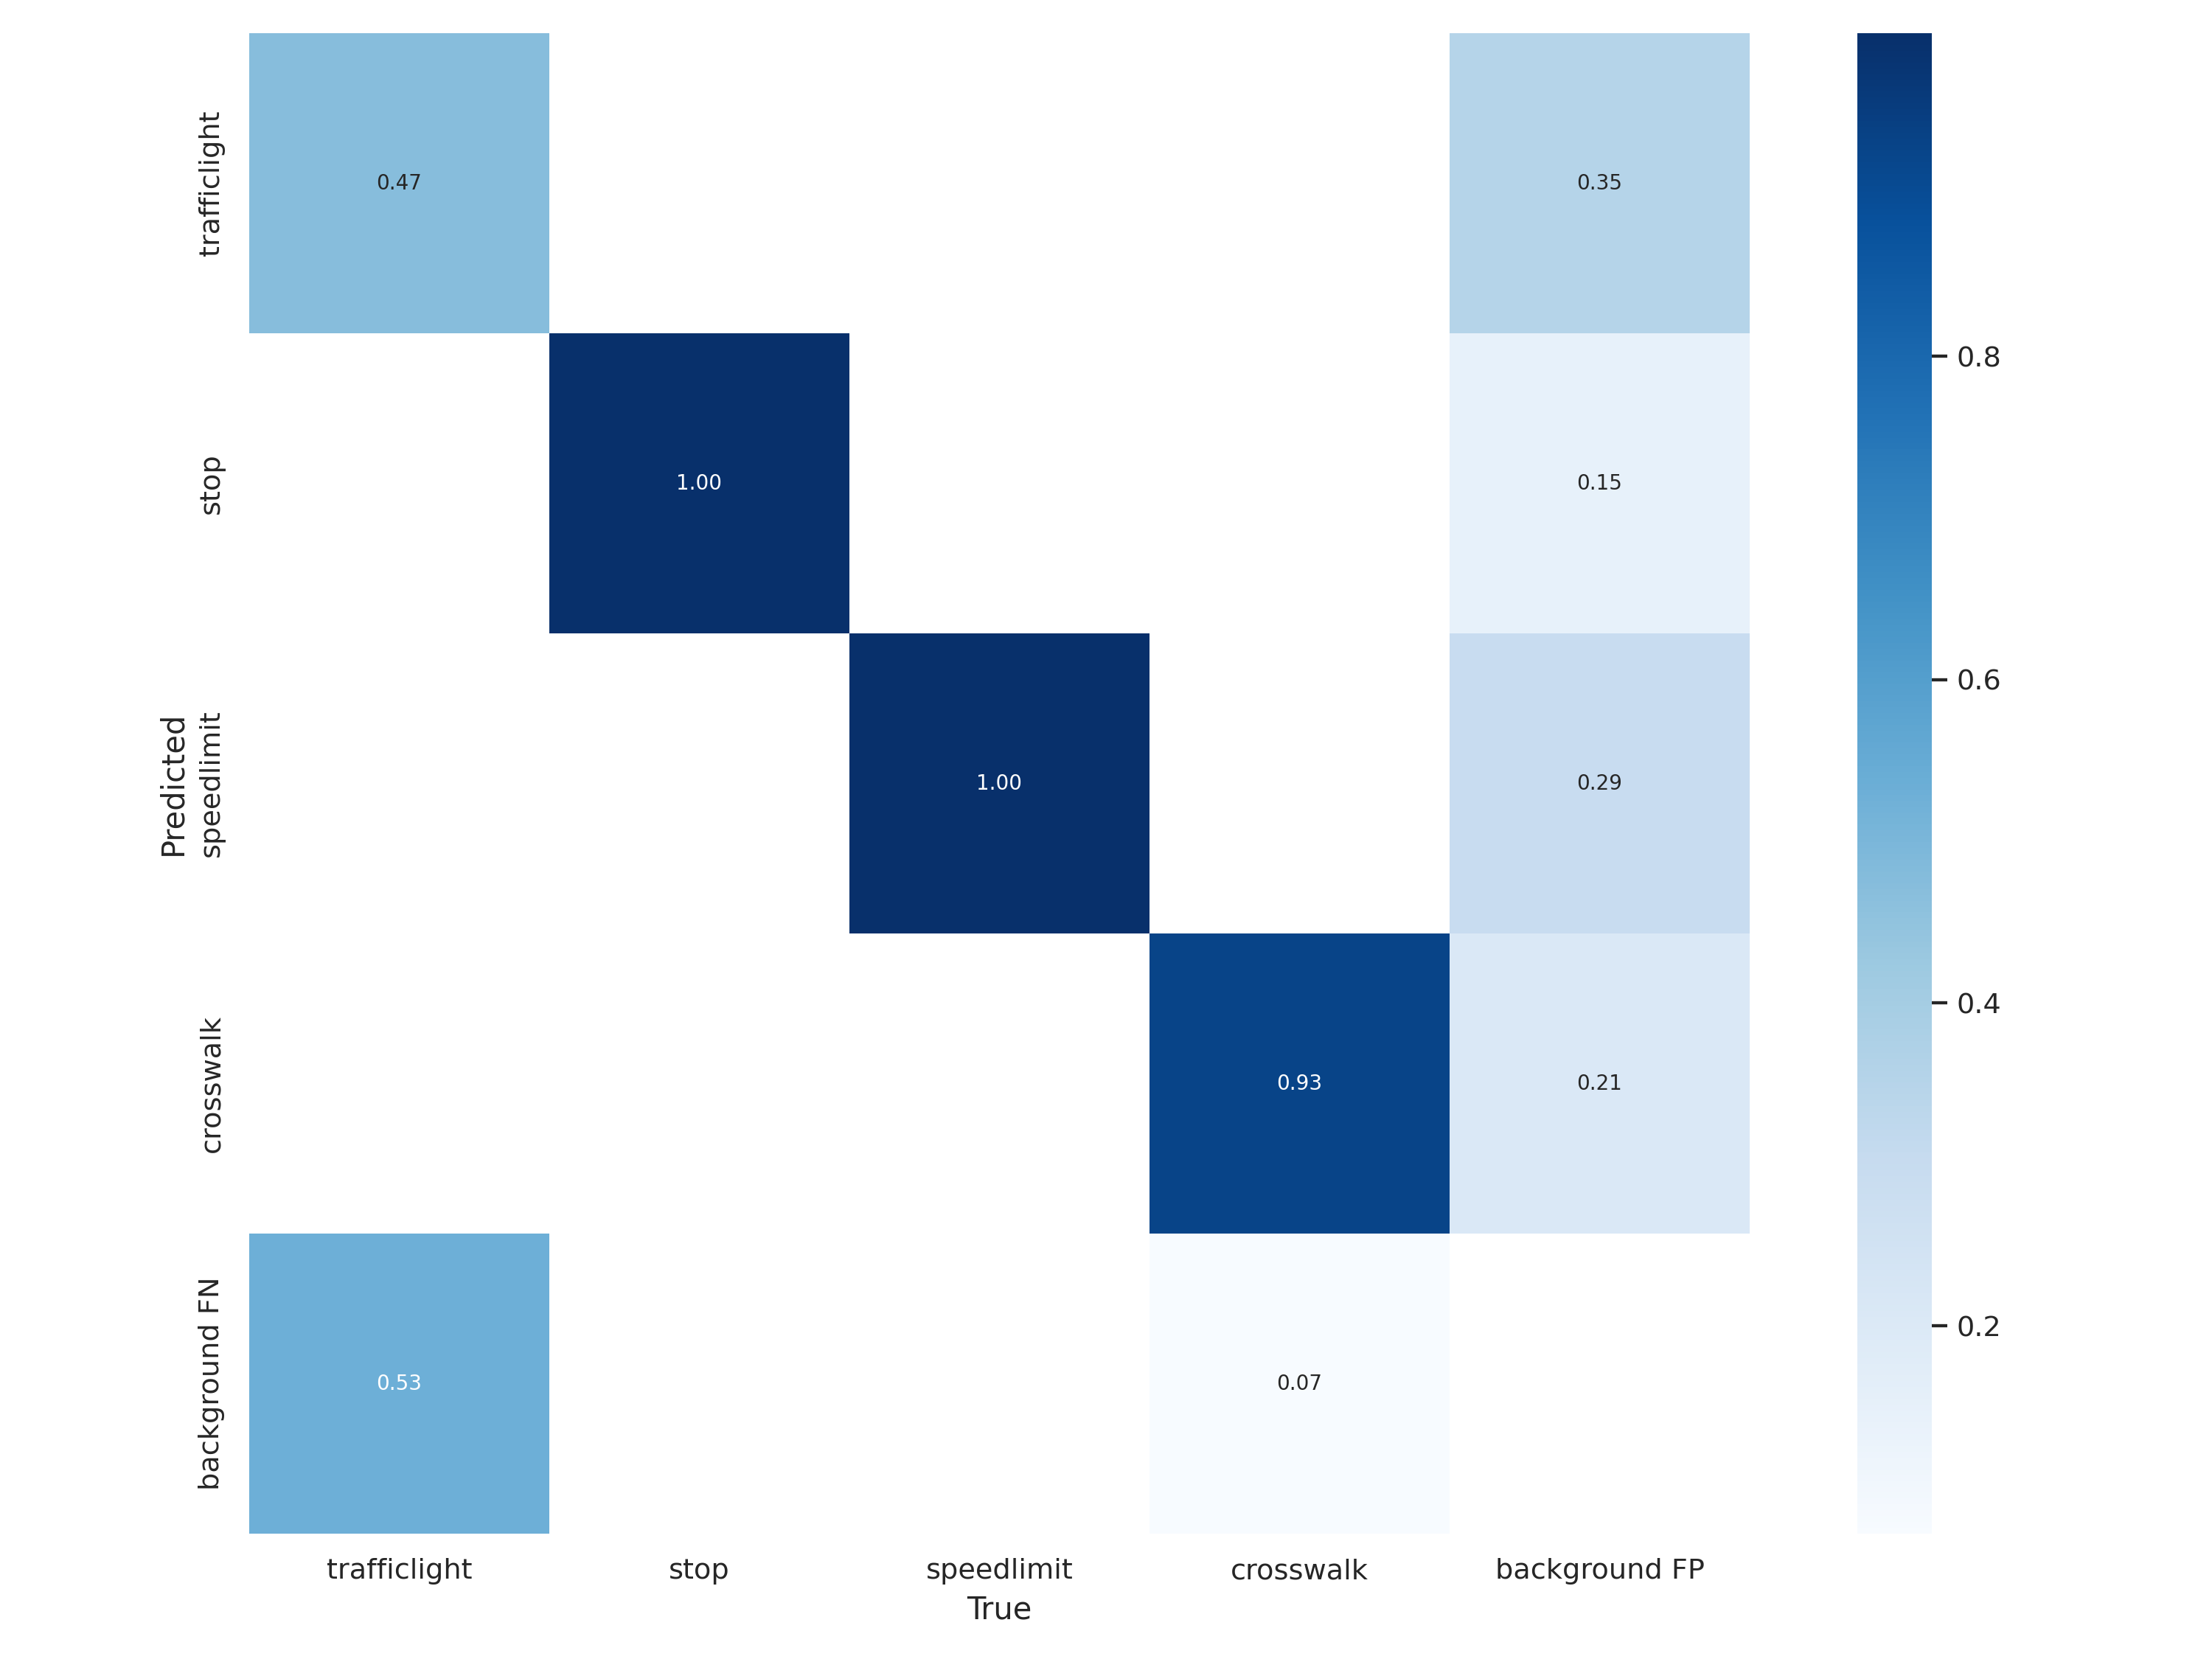 trafficlight
0.47
0.35
stop
1.00
0.15
0.8
Predicted
speedlimit
1.00
0.29
0.6
crosswalk
0.93
0.21
0.4
background FN
0.53
0.07
0.2
trafficlight stop speedlimit crosswalk background FP
True